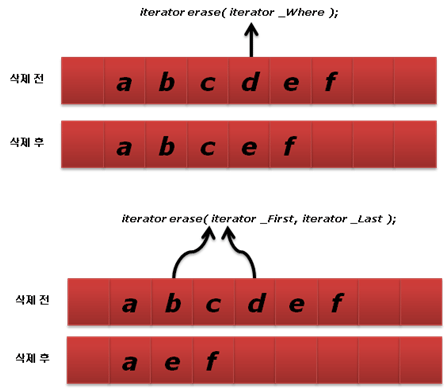 iterator erase( iterator _Where );
삭제 전 a b c d e f
삭제 후 a b c e f
iterator erase( iterator _First, iterator _Last );
삭제 전 a b c d e f
삭제 후 a e f